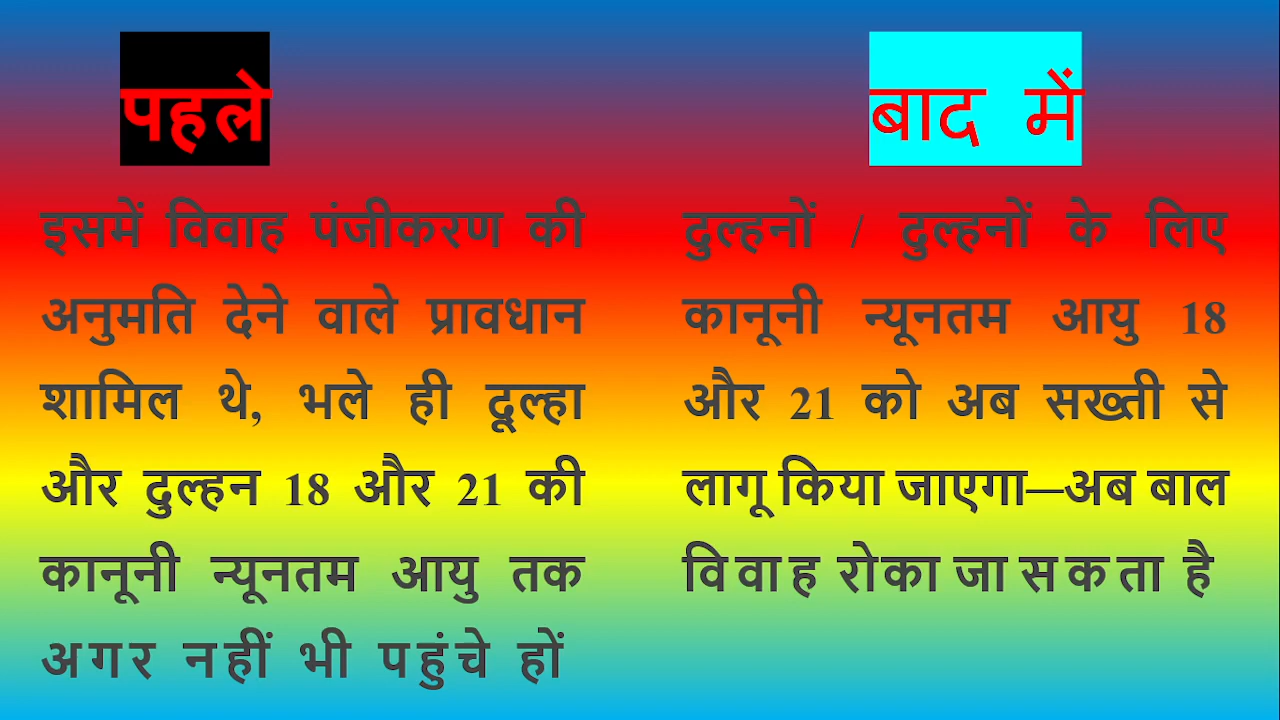 पहले
इसमें विवाह पंजीकरण की
अनुमति देने वाले प्रावधान
शामिल थे, भले ही दूल्हा
और दुल्हन 18 और 21 की
कानूनी न्यूनतम आयु तक
अगर नहीं भी पहुंचे हों
बाद में
दुल्हनों / दुल्हनों के लिए
कानूनी न्यूनतम आयु 18
और 21 को अब सख्ती से
लागू किया जाएगा—अब बाल
विवाह रोका जा सकता है